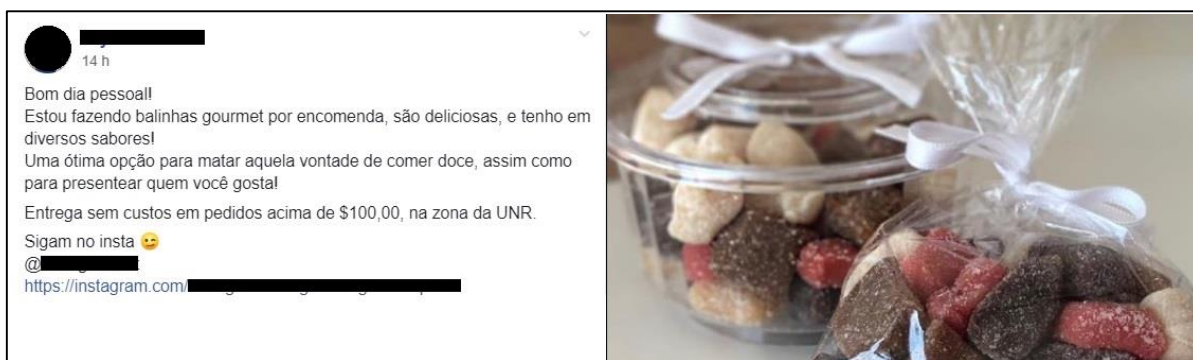 14 h
Bom dia pessoal!
Estou fazendo balinhas gourmet por encomenda, são deliciosas, e tenho em
diversos sabores!
Uma ótima opção para matar aquela vontade de comer doce, assim como
para presentear quem você gosta!
Entrega sem custos em pedidos acima de $100,00, na zona da UNR.
Sigam no insta 😉
@
https://instagram.com/